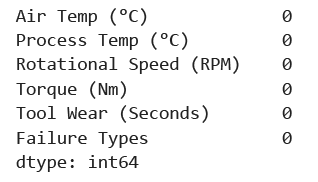 Air Temp (°C) 0
Process Temp (°C) 0
Rotational Speed (RPM) 0
Torque (Nm) 0
Tool Wear (Seconds) 0
Failure Types 0
dtype: int64